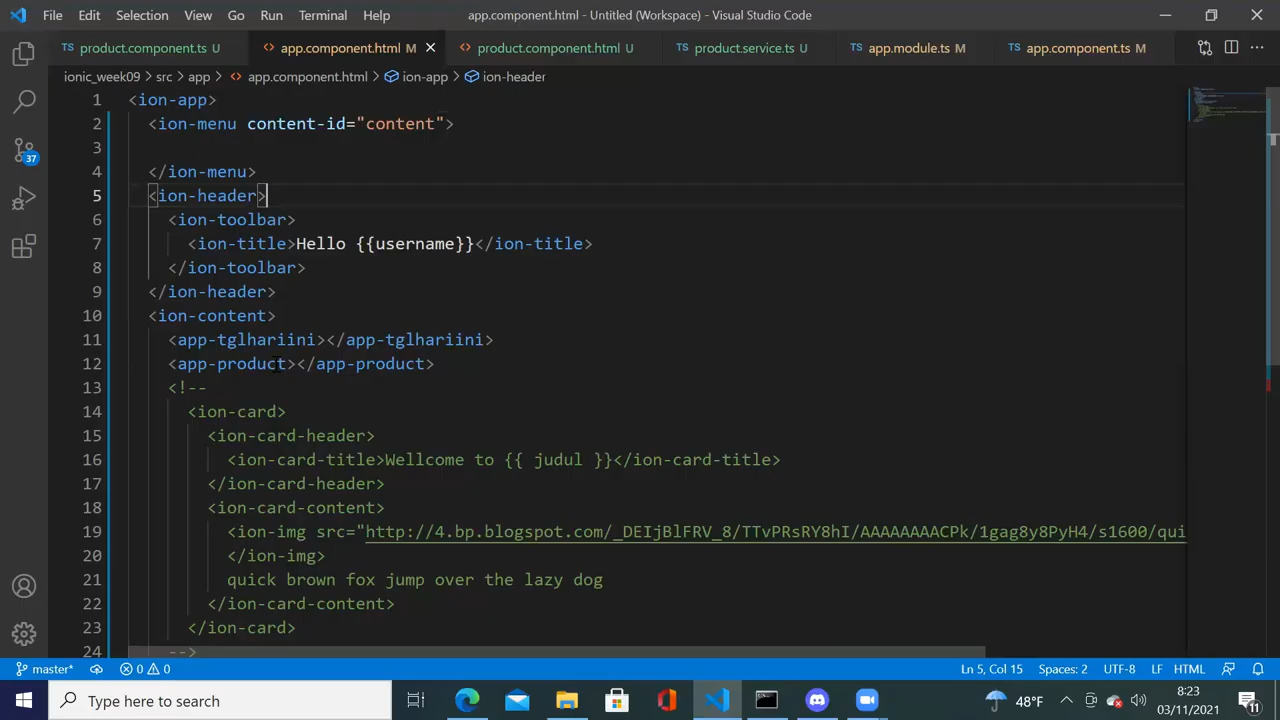 File Edit Selection View Go Run Terminal Help app.component.html - Untitled (Workspace) - Visual Studio Code
product.component.ts U app.component.html M product.component.html U product.service.ts U app.module.ts M app.component.ts M
ionic_week09 > src > app > app.component.html > ion-app > ion-header
1 <ion-app>
2 <ion-menu content-id="content">
3
4 </ion-menu>
5 <ion-header>
6 <ion-toolbar>
7 <ion-title>Hello {{username}}</ion-title>
8 </ion-toolbar>
9 </ion-header>
10 <ion-content>
11 <app-tglhariini></app-tglhariini>
12 <app-product></app-product>
13 <!--
14 <ion-card>
15 <ion-card-header>
16 <ion-card-title>Wellcome to {{ judul }}</ion-card-title>
17 </ion-card-header>
18 <ion-card-content>
19 <ion-img src="http://4.bp.blogspot.com/_DEIjBlFRV_8/TTvPRsRY8hI/AAAAAAAACPk/1gag8y8PyH4/s1600/qui
20 </ion-img>
21 quick brown fox jump over the lazy dog
22 </ion-card-content>
23 </ion-card>
24 -->
37
master* 0 0 Ln 5, Col 15 Spaces: 2 UTF-8 LF HTML
Type here to search 48°F 8:23
03/11/2021 11